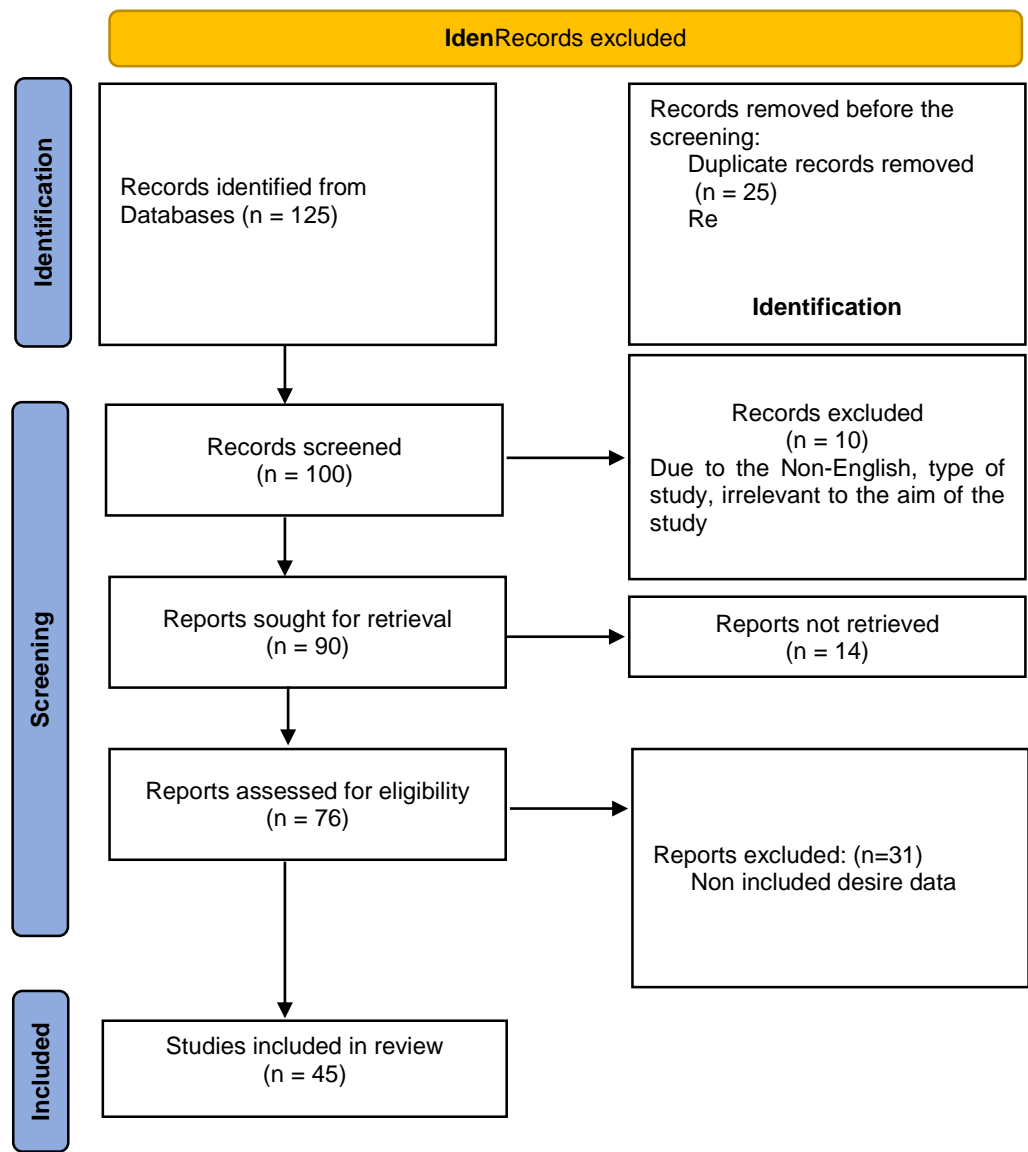 IdenRecords excluded
Identification
Records identified from
Databases (n = 125)
Records removed before the
screening:
Duplicate records removed
(n = 25)
Re
Identification
Screening
Records screened
(n = 100)
Records excluded
(n = 10)
Due to the Non-English, type of
study, irrelevant to the aim of the
study
Reports sought for retrieval
(n = 90)
Reports not retrieved
(n = 14)
Reports assessed for eligibility
(n = 76)
Reports excluded: (n=31)
Non included desire data
Included
Studies included in review
(n = 45)